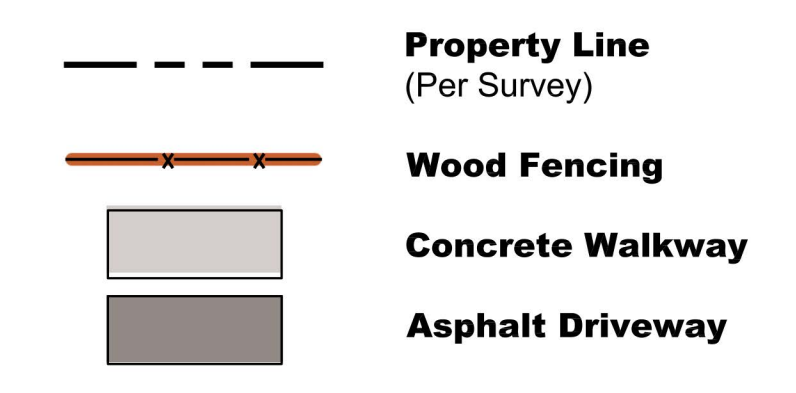 Property Line
(Per Survey)
Wood Fencing
Concrete Walkway
Asphalt Driveway